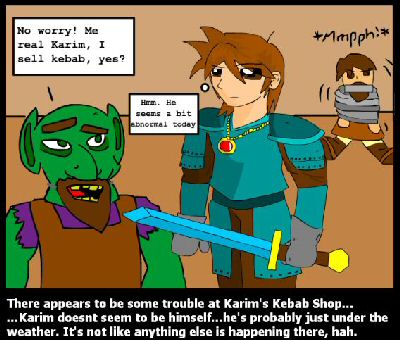 No worry! Me
real Karim, I
sell kebab, yes?
Hmm. He
seems a bit
abnormal today
*Mmpph!*
There appears to be some trouble at Karim's Kebab Shop...
...Karim doesnt seem to be himself...he's probably just under the
weather. It's not like anything else is happening there, hah.